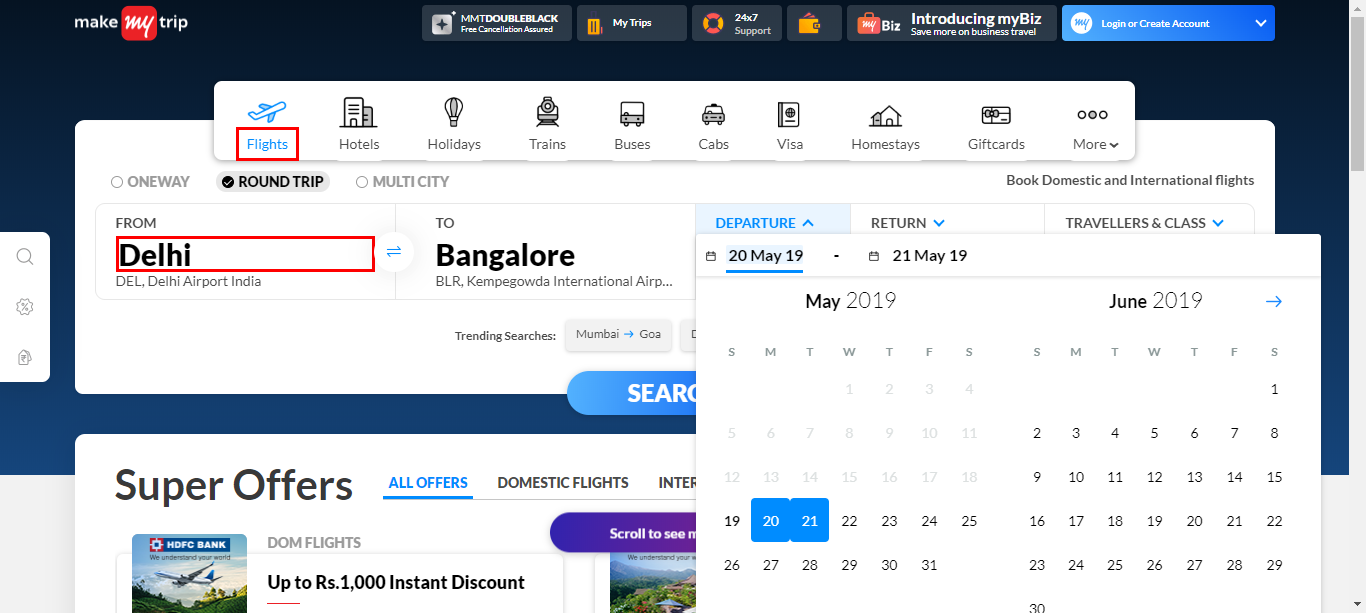 make my trip
MMTDOUBLEBLACK
Free Cancellation Assured
My Trips
24x7
Support
my Biz
Introducing myBiz
Save more on business travel
my
Login or Create Account
Flights
Hotels
Holidays
Trains
Buses
Cabs
Visa
Homestays
Giftcards
More
ONEWAY
ROUND TRIP
MULTI CITY
Book Domestic and International flights
FROM
Delhi
DEL, Delhi Airport India
TO
Bangalore
BLR, Kempegowda International Airp...
DEPARTURE
RETURN
TRAVELLERS & CLASS
20 May 19 - 21 May 19
May 2019
S M T W T F S
1 2 3 4
5 6 7 8 9 10 11
12 13 14 15 16 17 18
19 20 21 22 23 24 25
26 27 28 29 30 31
June 2019
S M T W T F S
1
2 3 4 5 6 7 8
9 10 11 12 13 14 15
16 17 18 19 20 21 22
23 24 25 26 27 28 29
30
Trending Searches:
Mumbai → Goa
D
SEARC
Super Offers
ALL OFFERS
DOMESTIC FLIGHTS
INTER
Scroll to see m
HDFC BANK
We understand your world
DOM FLIGHTS
Up to Rs.1,000 Instant Discount
We understand your w